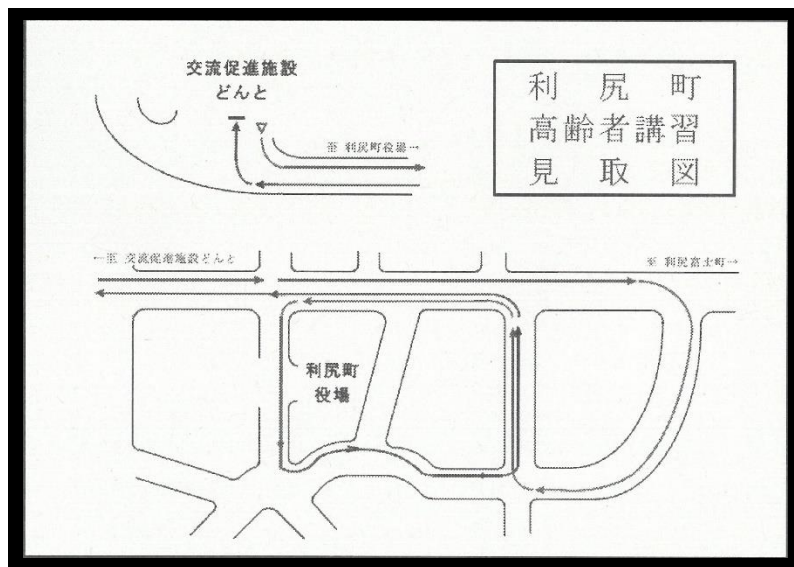 交流促進施設
どんと
利尻町
高齢者講習
見取図
至 利尻町役場→
←至 交流促進施設どんと
至 利尻富士町→
利尻町
役場